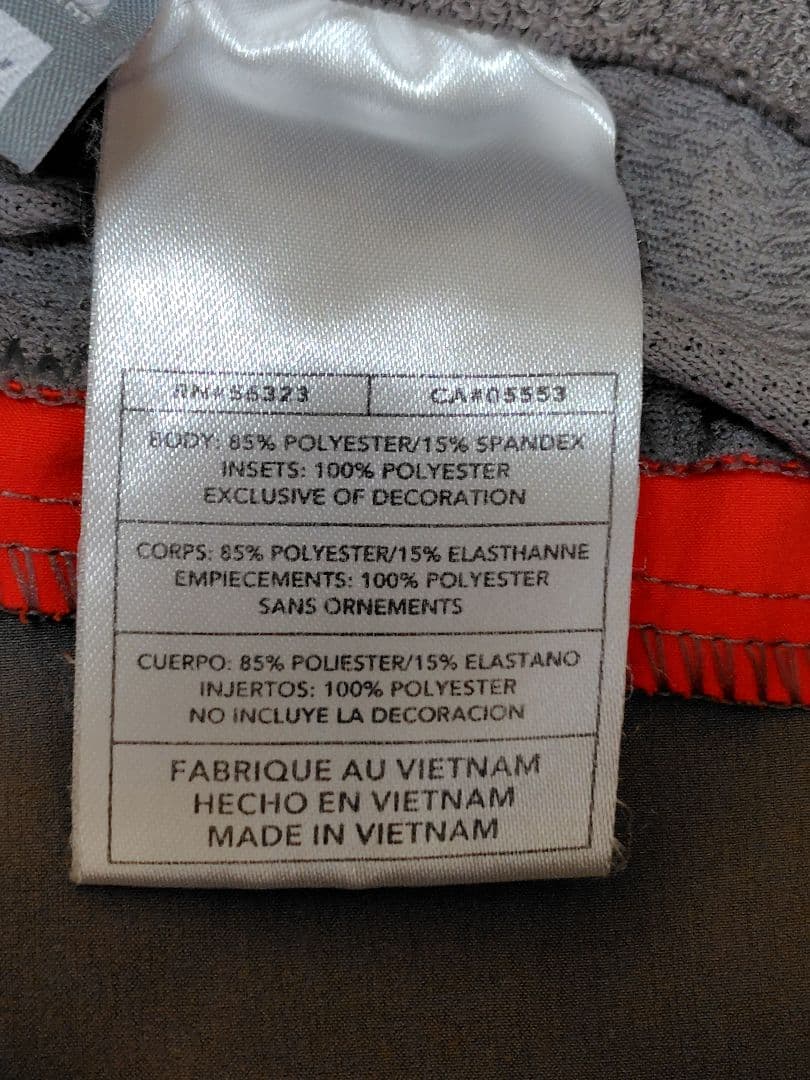 RN#56323 CA#05553
BODY: 85% POLYESTER/15% SPANDEX
INSETS: 100% POLYESTER
EXCLUSIVE OF DECORATION
CORPS: 85% POLYESTER/15% ELASTHANNE
EMPIECEMENTS: 100% POLYESTER
SANS ORNEMENTS
CUERPO: 85% POLIESTER/15% ELASTANO
INJERTOS: 100% POLYESTER
NO INCLUYE LA DECORACION
FABRIQUE AU VIETNAM
HECHO EN VIETNAM
MADE IN VIETNAM